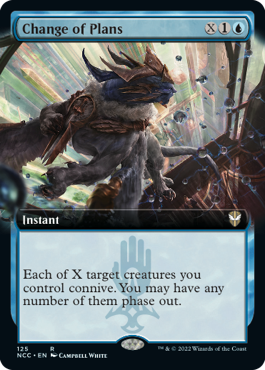 Change of Plans X 1
Instant
Each of X target creatures you
control connive. You may have any
number of them phase out.
125 R
NCC • EN CAMPBELL WHITE
™ & © 2022 Wizards of the Coast